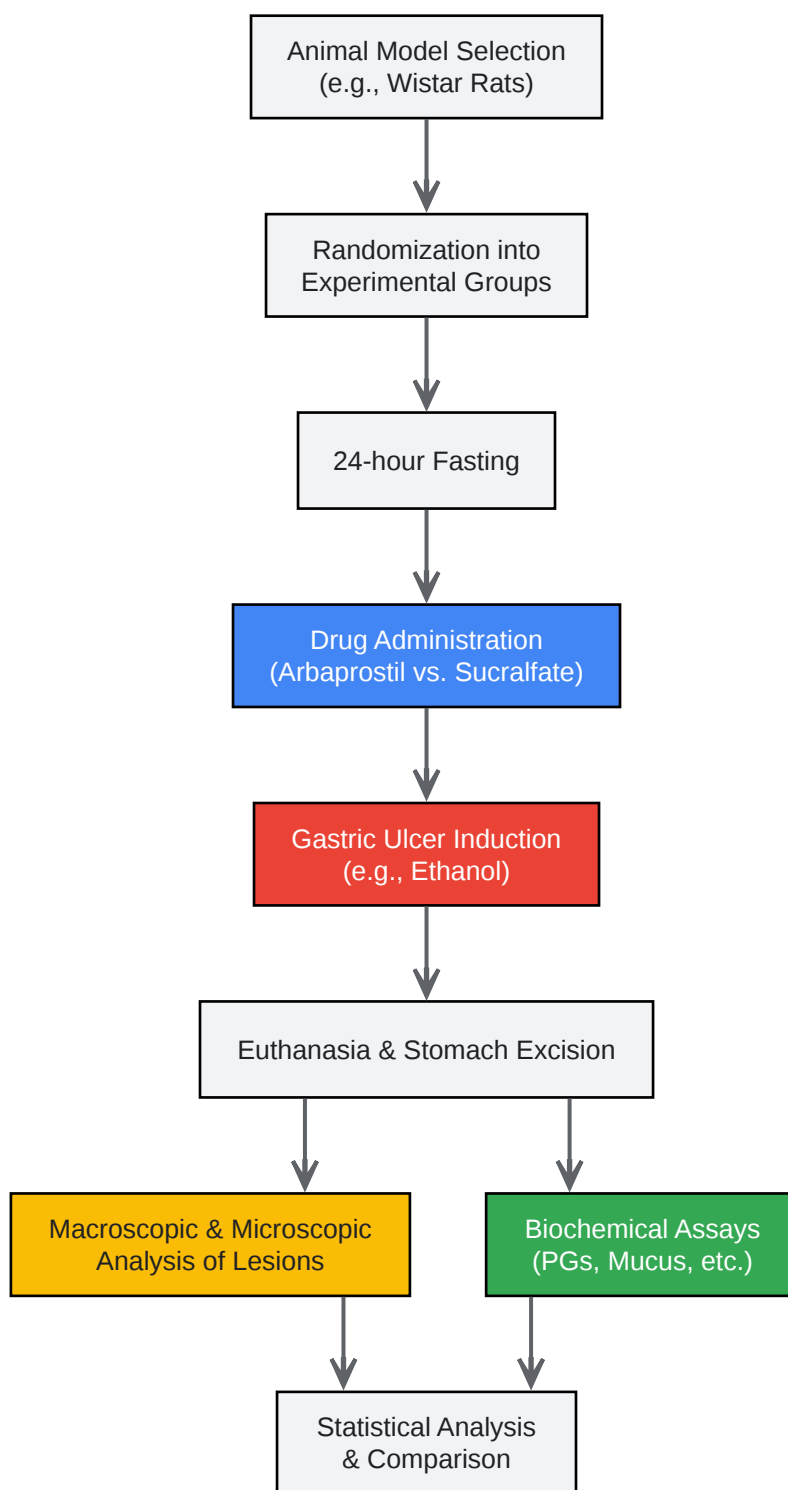 Animal Model Selection
(e.g., Wistar Rats)
Randomization into
Experimental Groups
24-hour Fasting
Drug Administration
(Arbaprostil vs. Sucralfate)
Gastric Ulcer Induction
(e.g., Ethanol)
Euthanasia & Stomach Excision
Macroscopic & Microscopic
Analysis of Lesions
Biochemical Assays
(PGs, Mucus, etc.)
Statistical Analysis
& Comparison